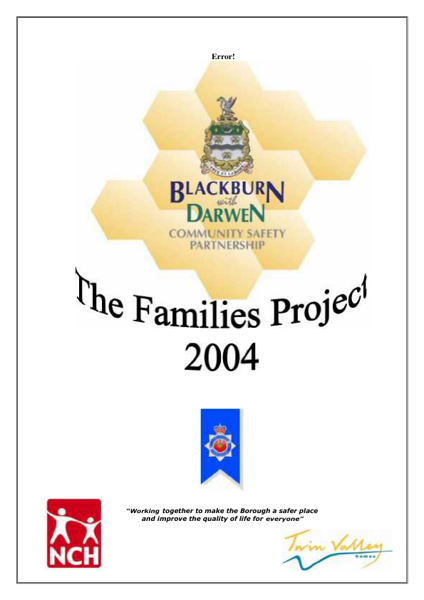 Error!
BLACKBURN
with
DARWEN
COMMUNITY SAFETY
PARTNERSHIP
The Families Project
2004
"Working together to make the Borough a safer place
and improve the quality of life for everyone"
NCH
Twin Valley
homes